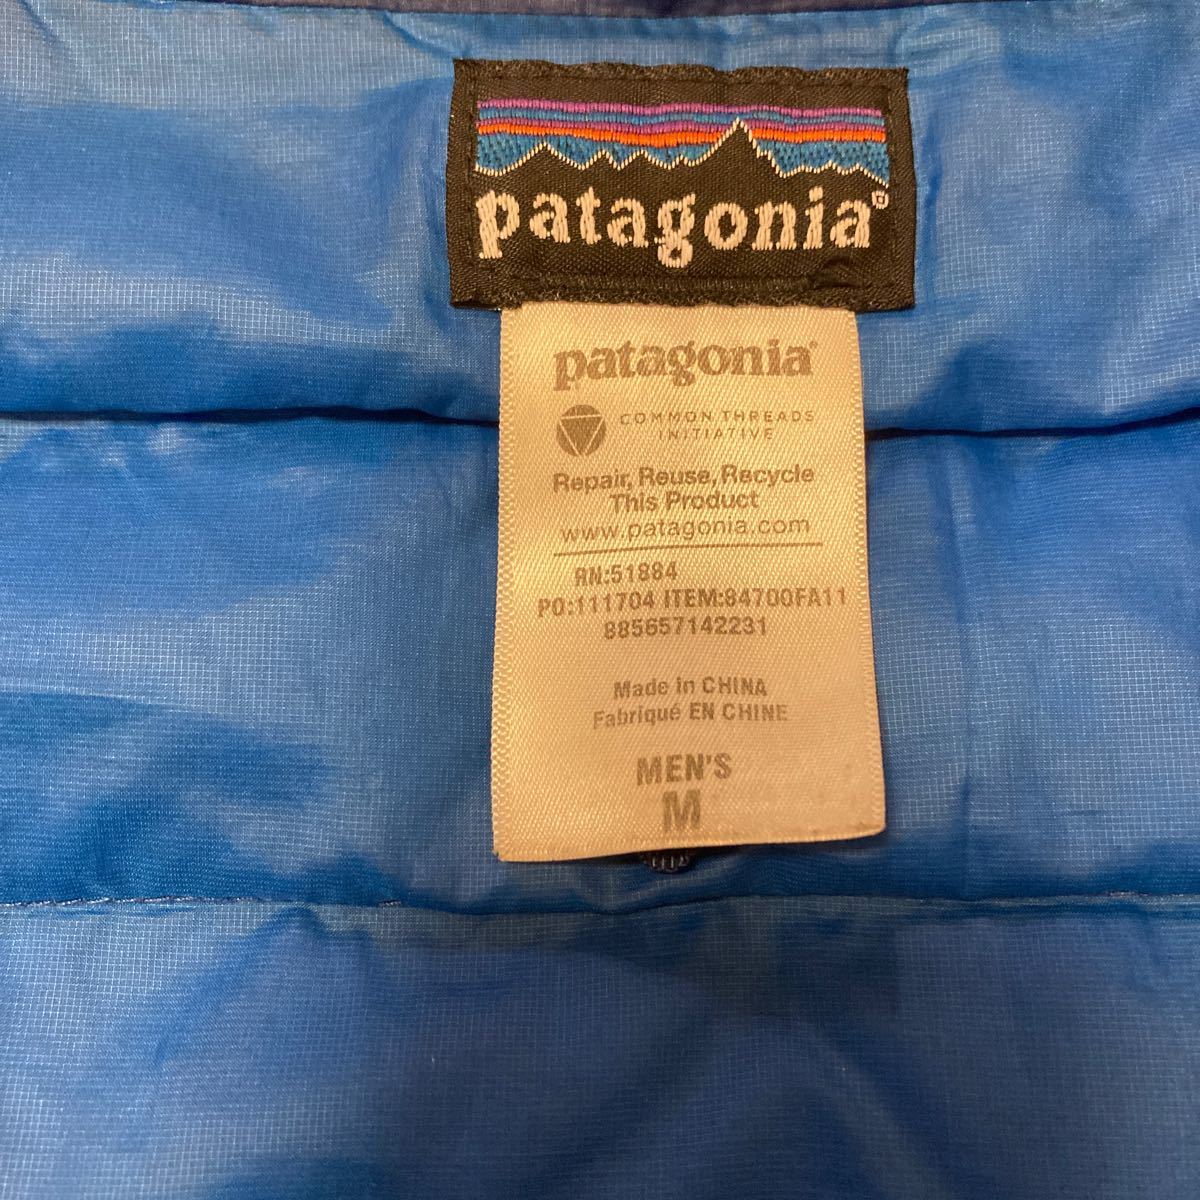 patagonia®
patagonia®
COMMON THREADS
INITIATIVE
Repair, Reuse, Recycle
This Product
www.patagonia.com
RN:51884
PO:111704 ITEM:84700FA11
885657142231
Made in CHINA
Fabriqué EN CHINE
MEN'S
M